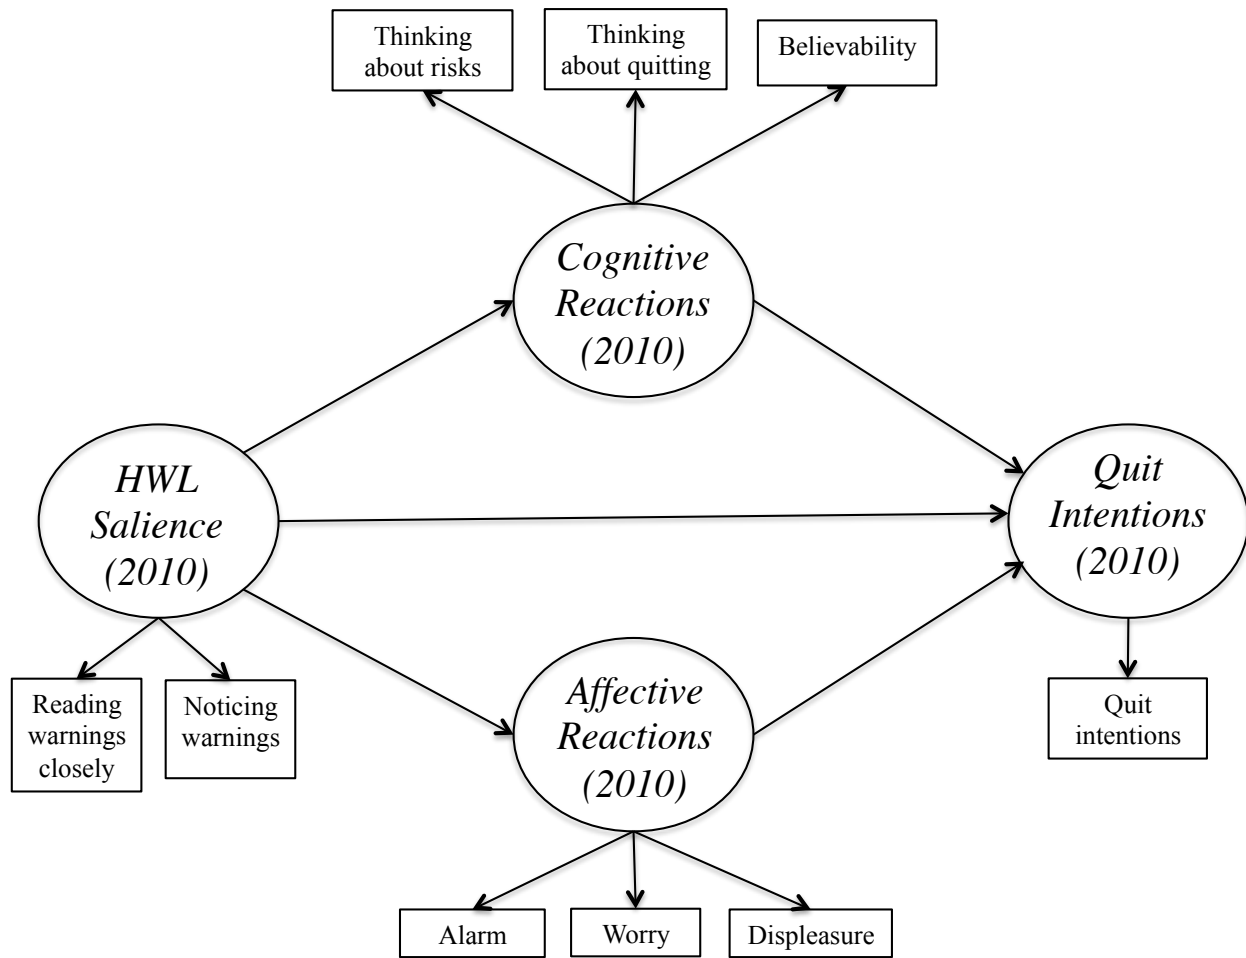 Thinking
about risks
Thinking
about quitting
Believability
Cognitive
Reactions
(2010)
HWL
Salience
(2010)
Quit
Intentions
(2010)
Reading
warnings
closely
Noticing
warnings
Affective
Reactions
(2010)
Quit
intentions
Alarm
Worry
Displeasure